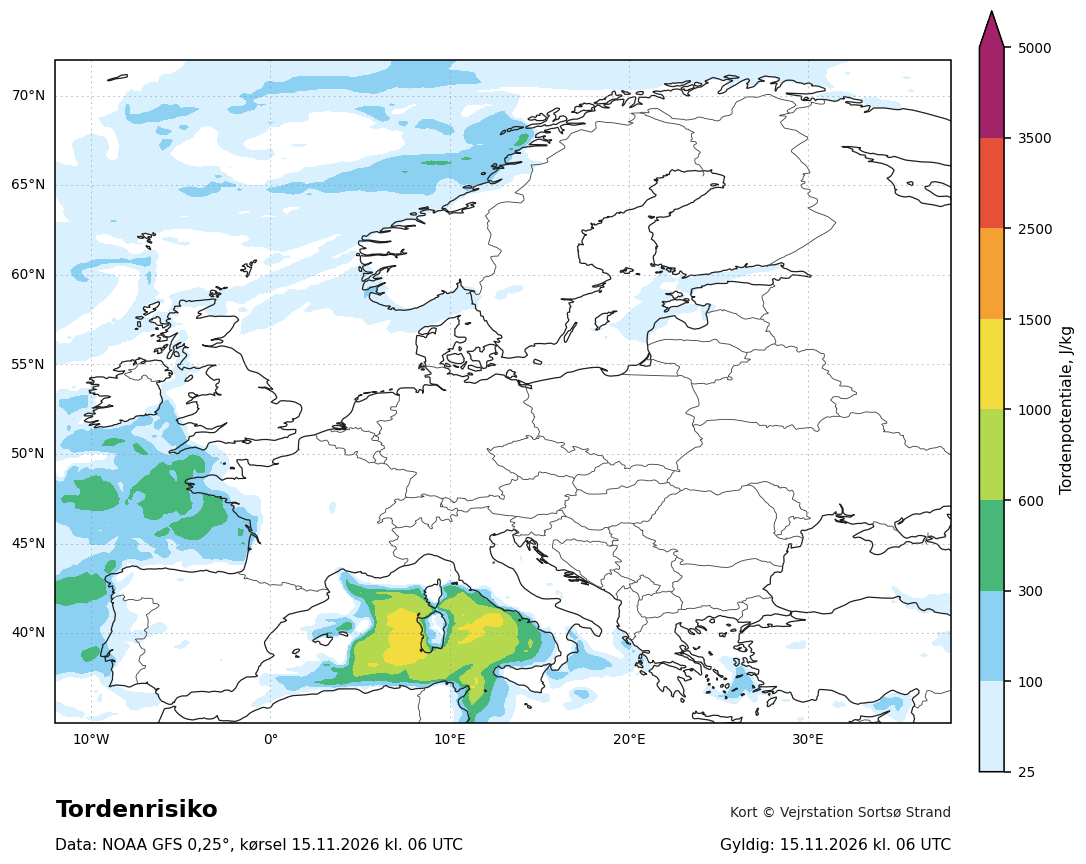 5000
3500
2500
1500
1000
600
300
100
25
Tordenpotentiale, J/kg
70°N
65°N
60°N
55°N
50°N
45°N
40°N
10°W
0°
10°E
20°E
30°E
Tordenrisiko
Kort © Vejrstation Sortsø Strand
Data: NOAA GFS 0,25°, kørsel 15.11.2026 kl. 06 UTC
Gyldig: 15.11.2026 kl. 06 UTC